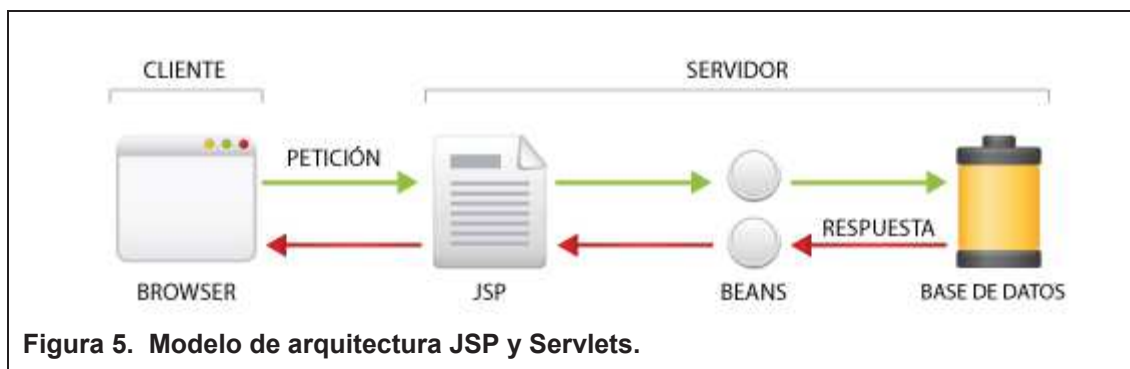 CLIENTE
SERVIDOR
PETICIÓN
RESPUESTA
BROWSER
JSP
BEANS
BASE DE DATOS
Figura 5. Modelo de arquitectura JSP y Servlets.